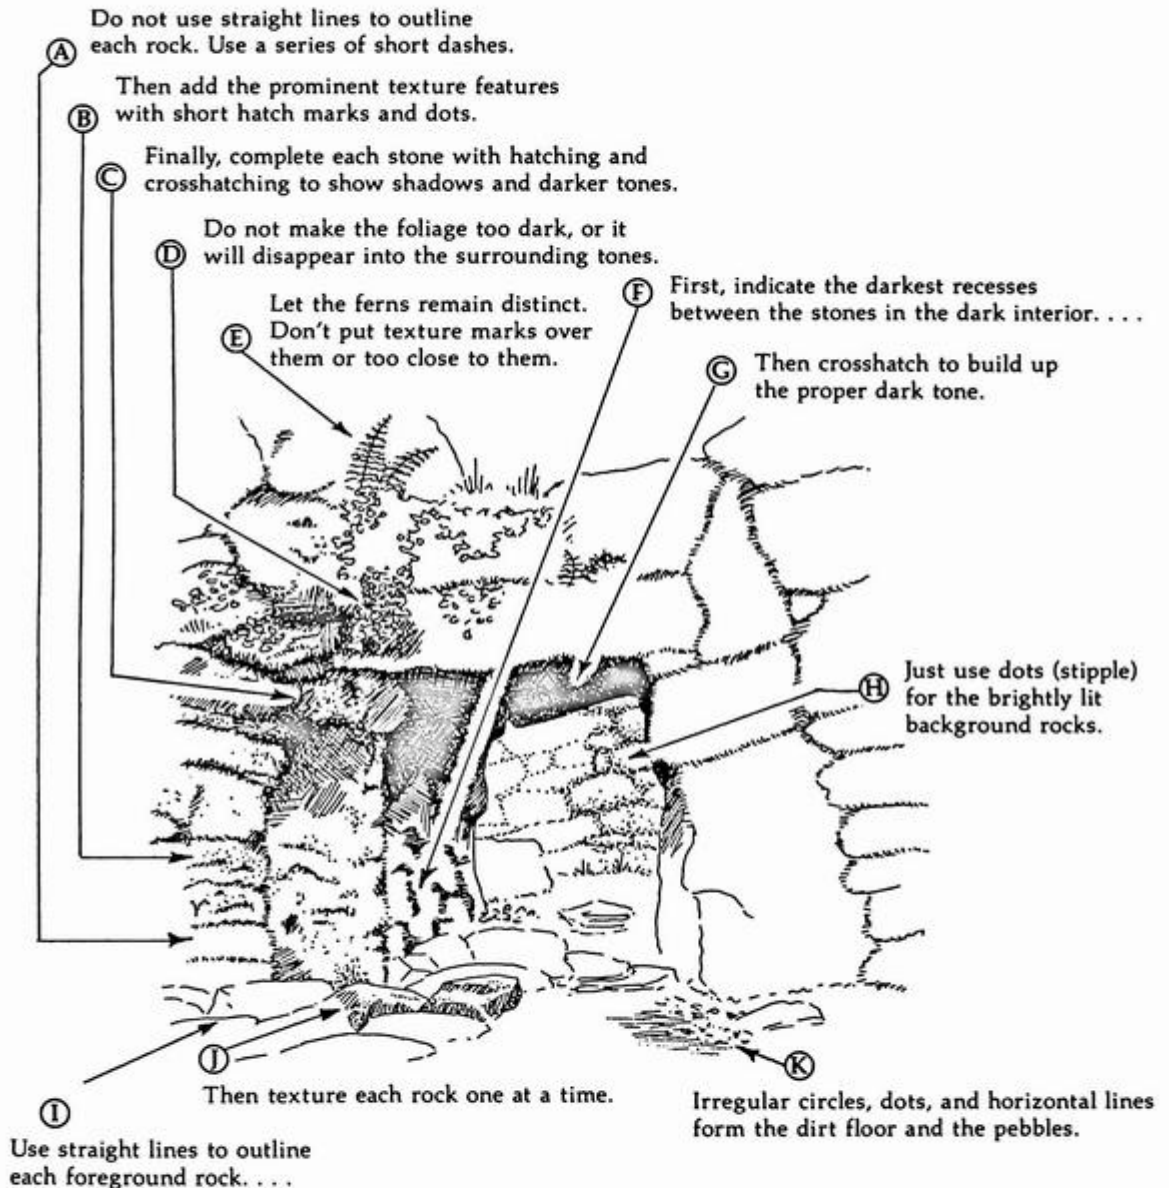 Do not use straight lines to outline
Ⓐ each rock. Use a series of short dashes.
Then add the prominent texture features
Ⓑ with short hatch marks and dots.
Finally, complete each stone with hatching and
Ⓒ crosshatching to show shadows and darker tones.
Do not make the foliage too dark, or it
Ⓓ will disappear into the surrounding tones.
Let the ferns remain distinct.
Ⓔ Don't put texture marks over
them or too close to them.
Ⓕ First, indicate the darkest recesses
between the stones in the dark interior. . . .
Ⓖ Then crosshatch to build up
the proper dark tone.
Just use dots (stipple)
Ⓗ for the brightly lit
background rocks.
Ⓘ
Use straight lines to outline
each foreground rock. . . .
Ⓙ
Then texture each rock one at a time.
Ⓚ
Irregular circles, dots, and horizontal lines
form the dirt floor and the pebbles.